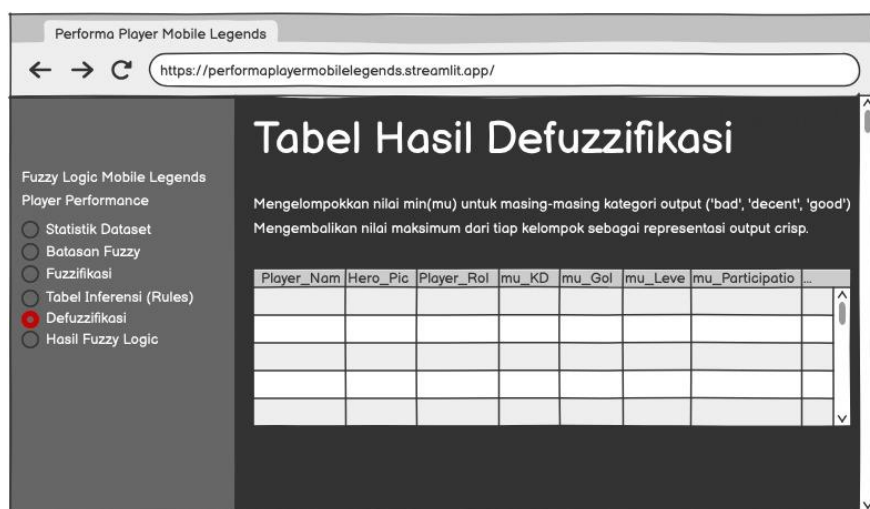 Performa Player Mobile Legends
https://performaplayermobilelegends.streamlit.app/
Tabel Hasil Defuzzifikasi
Fuzzy Logic Mobile Legends
Player Performance
Statistik Dataset
Batasan Fuzzy
Fuzzifikasi
Tabel Inferensi (Rules)
Defuzzifikasi
Hasil Fuzzy Logic
Mengelompokkan nilai min(mu) untuk masing-masing kategori output ('bad', 'decent', 'good')
Mengembalikan nilai maksimum dari tiap kelompok sebagai representasi output crisp.
Player_Nam Hero_Pic Player_Rol mu_KD mu_Gol mu_Leve mu_Participatio ...